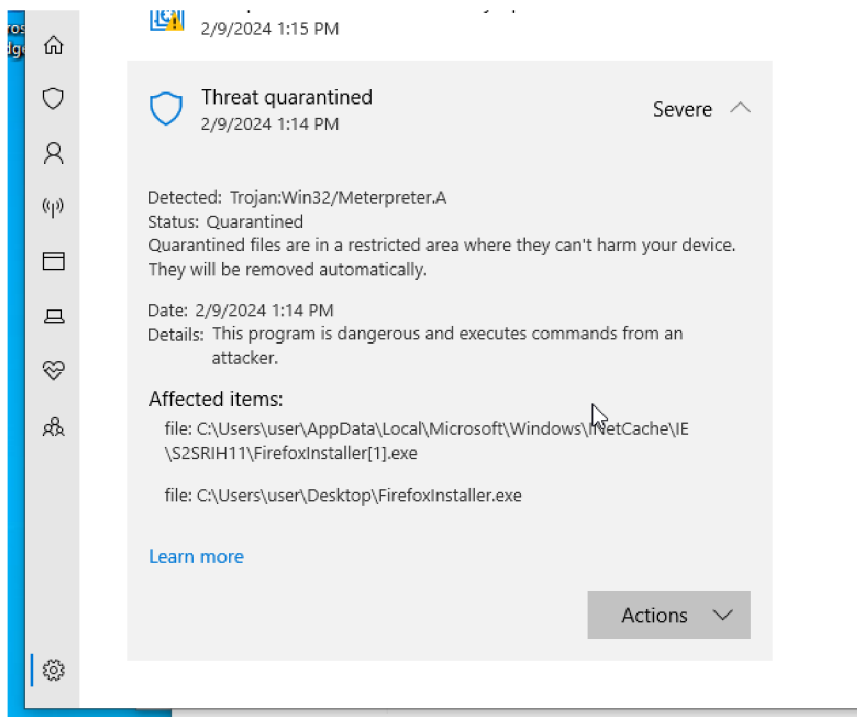 ros
dg
2/9/2024 1:15 PM
Threat quarantined
2/9/2024 1:14 PM
Severe
Detected: Trojan:Win32/Meterpreter.A
Status: Quarantined
Quarantined files are in a restricted area where they can't harm your device.
They will be removed automatically.
Date: 2/9/2024 1:14 PM
Details: This program is dangerous and executes commands from an
attacker.
Affected items:
file: C:\Users\user\AppData\Local\Microsoft\Windows\INetCache\IE
\S2SRIH11\FirefoxInstaller[1].exe
file: C:\Users\user\Desktop\FirefoxInstaller.exe
Learn more
Actions